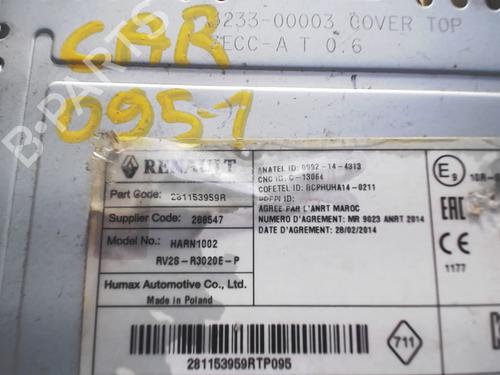 3233-00003 COVER TOP
SECC-A T 0.6
CAR
095-1
B-PARTS
RENAULT
Part Code: 281153959R
Supplier Code: 288547
Model No.: HARN1002
RV2S-R3020E-P
Humax Automotive Co., Ltd.
Made in Poland
ANATEL ID: 0992-14-4313
CNC ID: C-13064
COFETEL ID: RCPHUHA14-0211
AGREE PAR L'ANRT MAROC
NUMERO D'AGREMENT: MR 9023 ANRT 2014
DATE D'AGREMENT: 28/02/2014
E9
10R-0
EAC
CE
1177
281153959RTP095
711